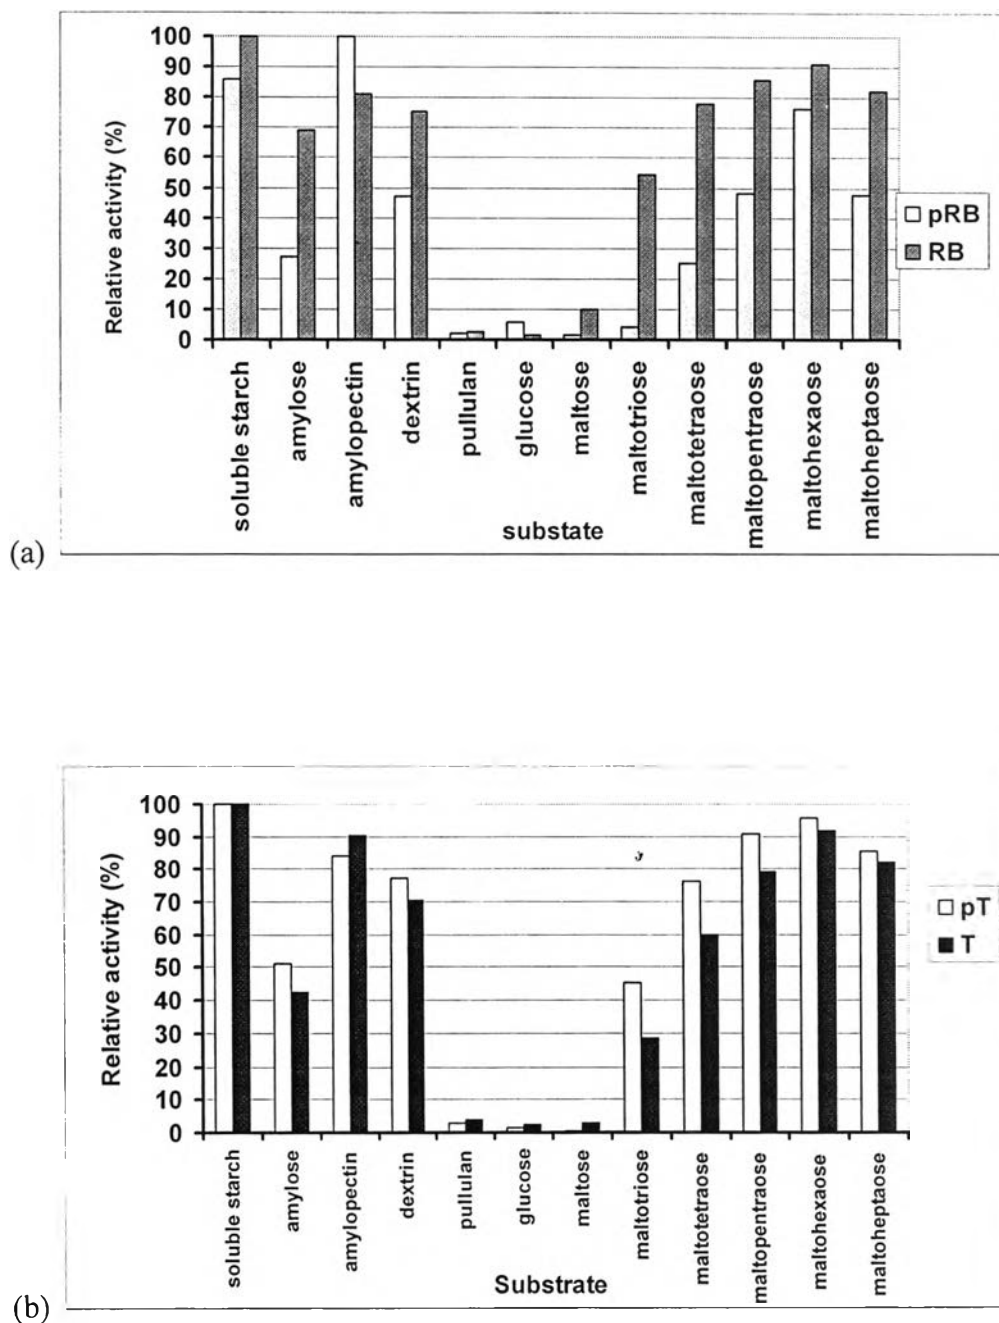 100
90
80
70
60
50
40
30
20
10
0
Relative activity (%)
soluble starch
amylose
amylopectin
dextrin
pullulan
glucose
maltose
maltotriose
maltotetraose
maltopentraose
maltohexaose
maltoheptaose
substate
pRB
RB
(a)
100
90
80
70
60
50
40
30
20
10
0
Relative activity (%)
soluble starch
amylose
amylopectin
dextrin
pullulan
glucose
maltose
maltotriose
maltotetraose
maltopentraose
maltohexaose
maltoheptaose
Substrate
pT
T
(b)